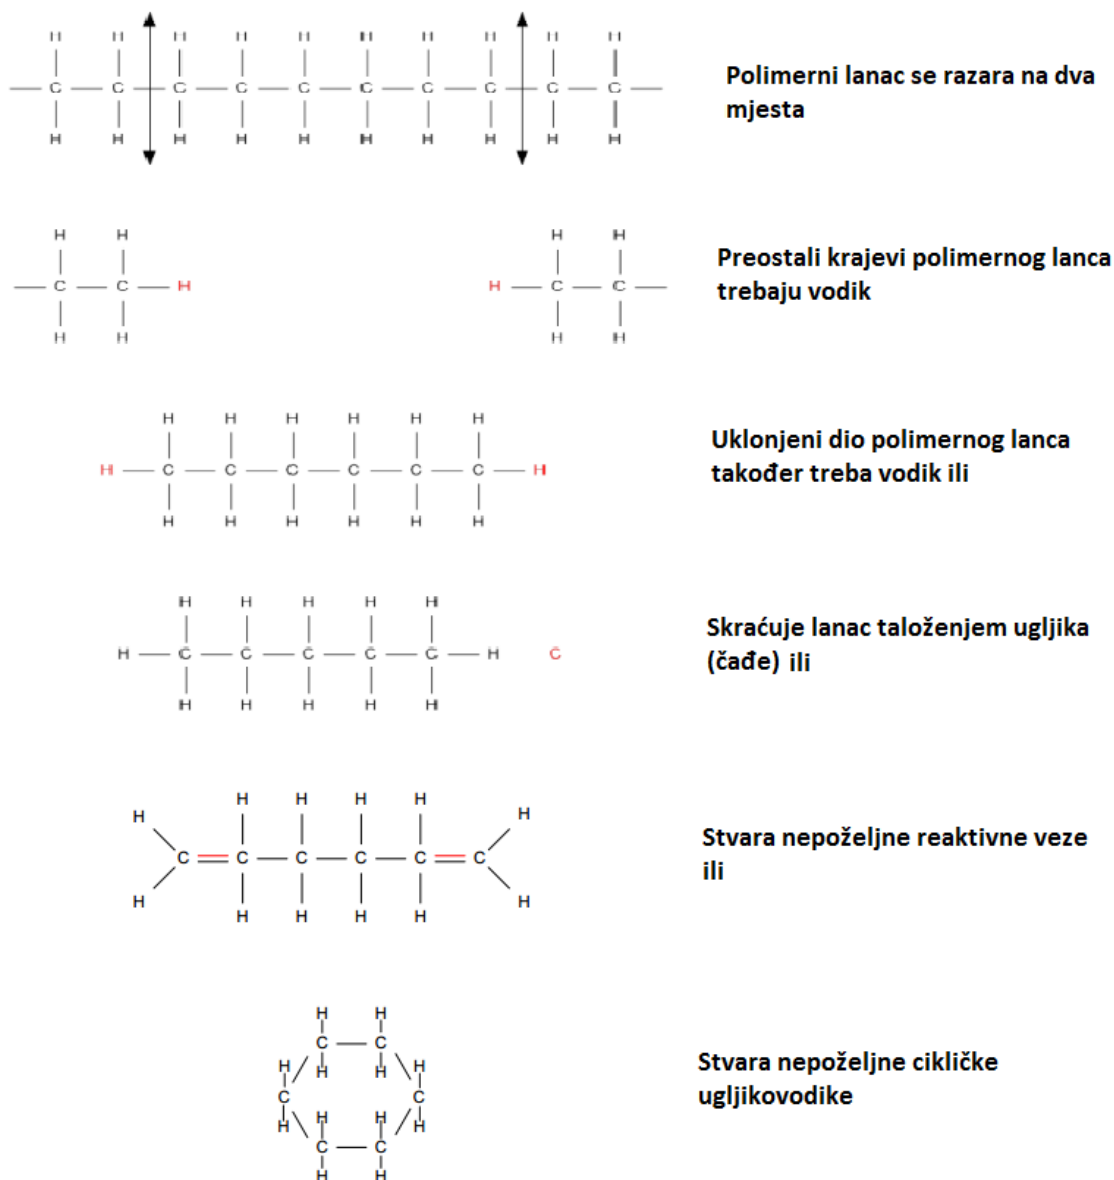 H H H H H H H H H H
C C C C C C C C C C
H H H H H H H H H H
Polimerni lanac se razara na dva
mjesta
H H H H
C C H H C C
H H H H
Preostali krajevi polimernog lanca
trebaju vodik
H H H H H H
H C C C C C C H
H H H H H H
Uklonjeni dio polimernog lanca
također treba vodik ili
H H H H H
H C C C C C H C
H H H H H
Skraćuje lanac taloženjem ugljika
(čađe) ili
H H H H H H
C C C C C C
H H H H H H
Stvara nepoželjne reaktivne veze
ili
H H
C C
H H H H
C C
H H H H
C C
H H
Stvara nepoželjne cikličke
ugljikovodike